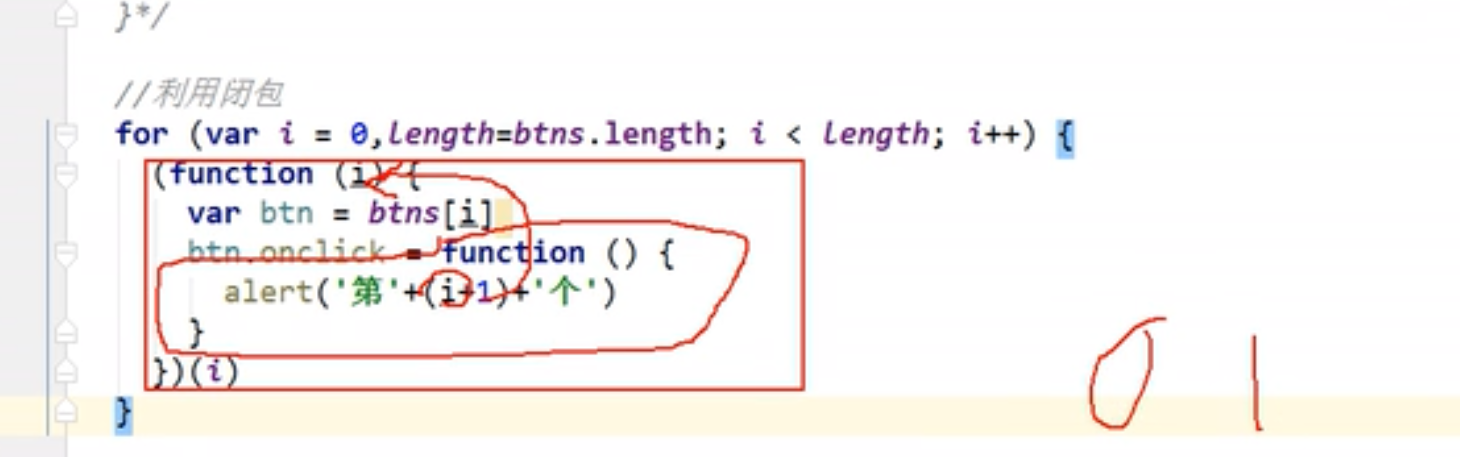 }*/
//利用闭包
for (var i = 0,length=btns.length; i < length; i++) {
(function (i) {
var btn = btns[i]
btn.onclick = function () {
alert('第'+(i+1)+'个')
}
})(i)
}
0 1